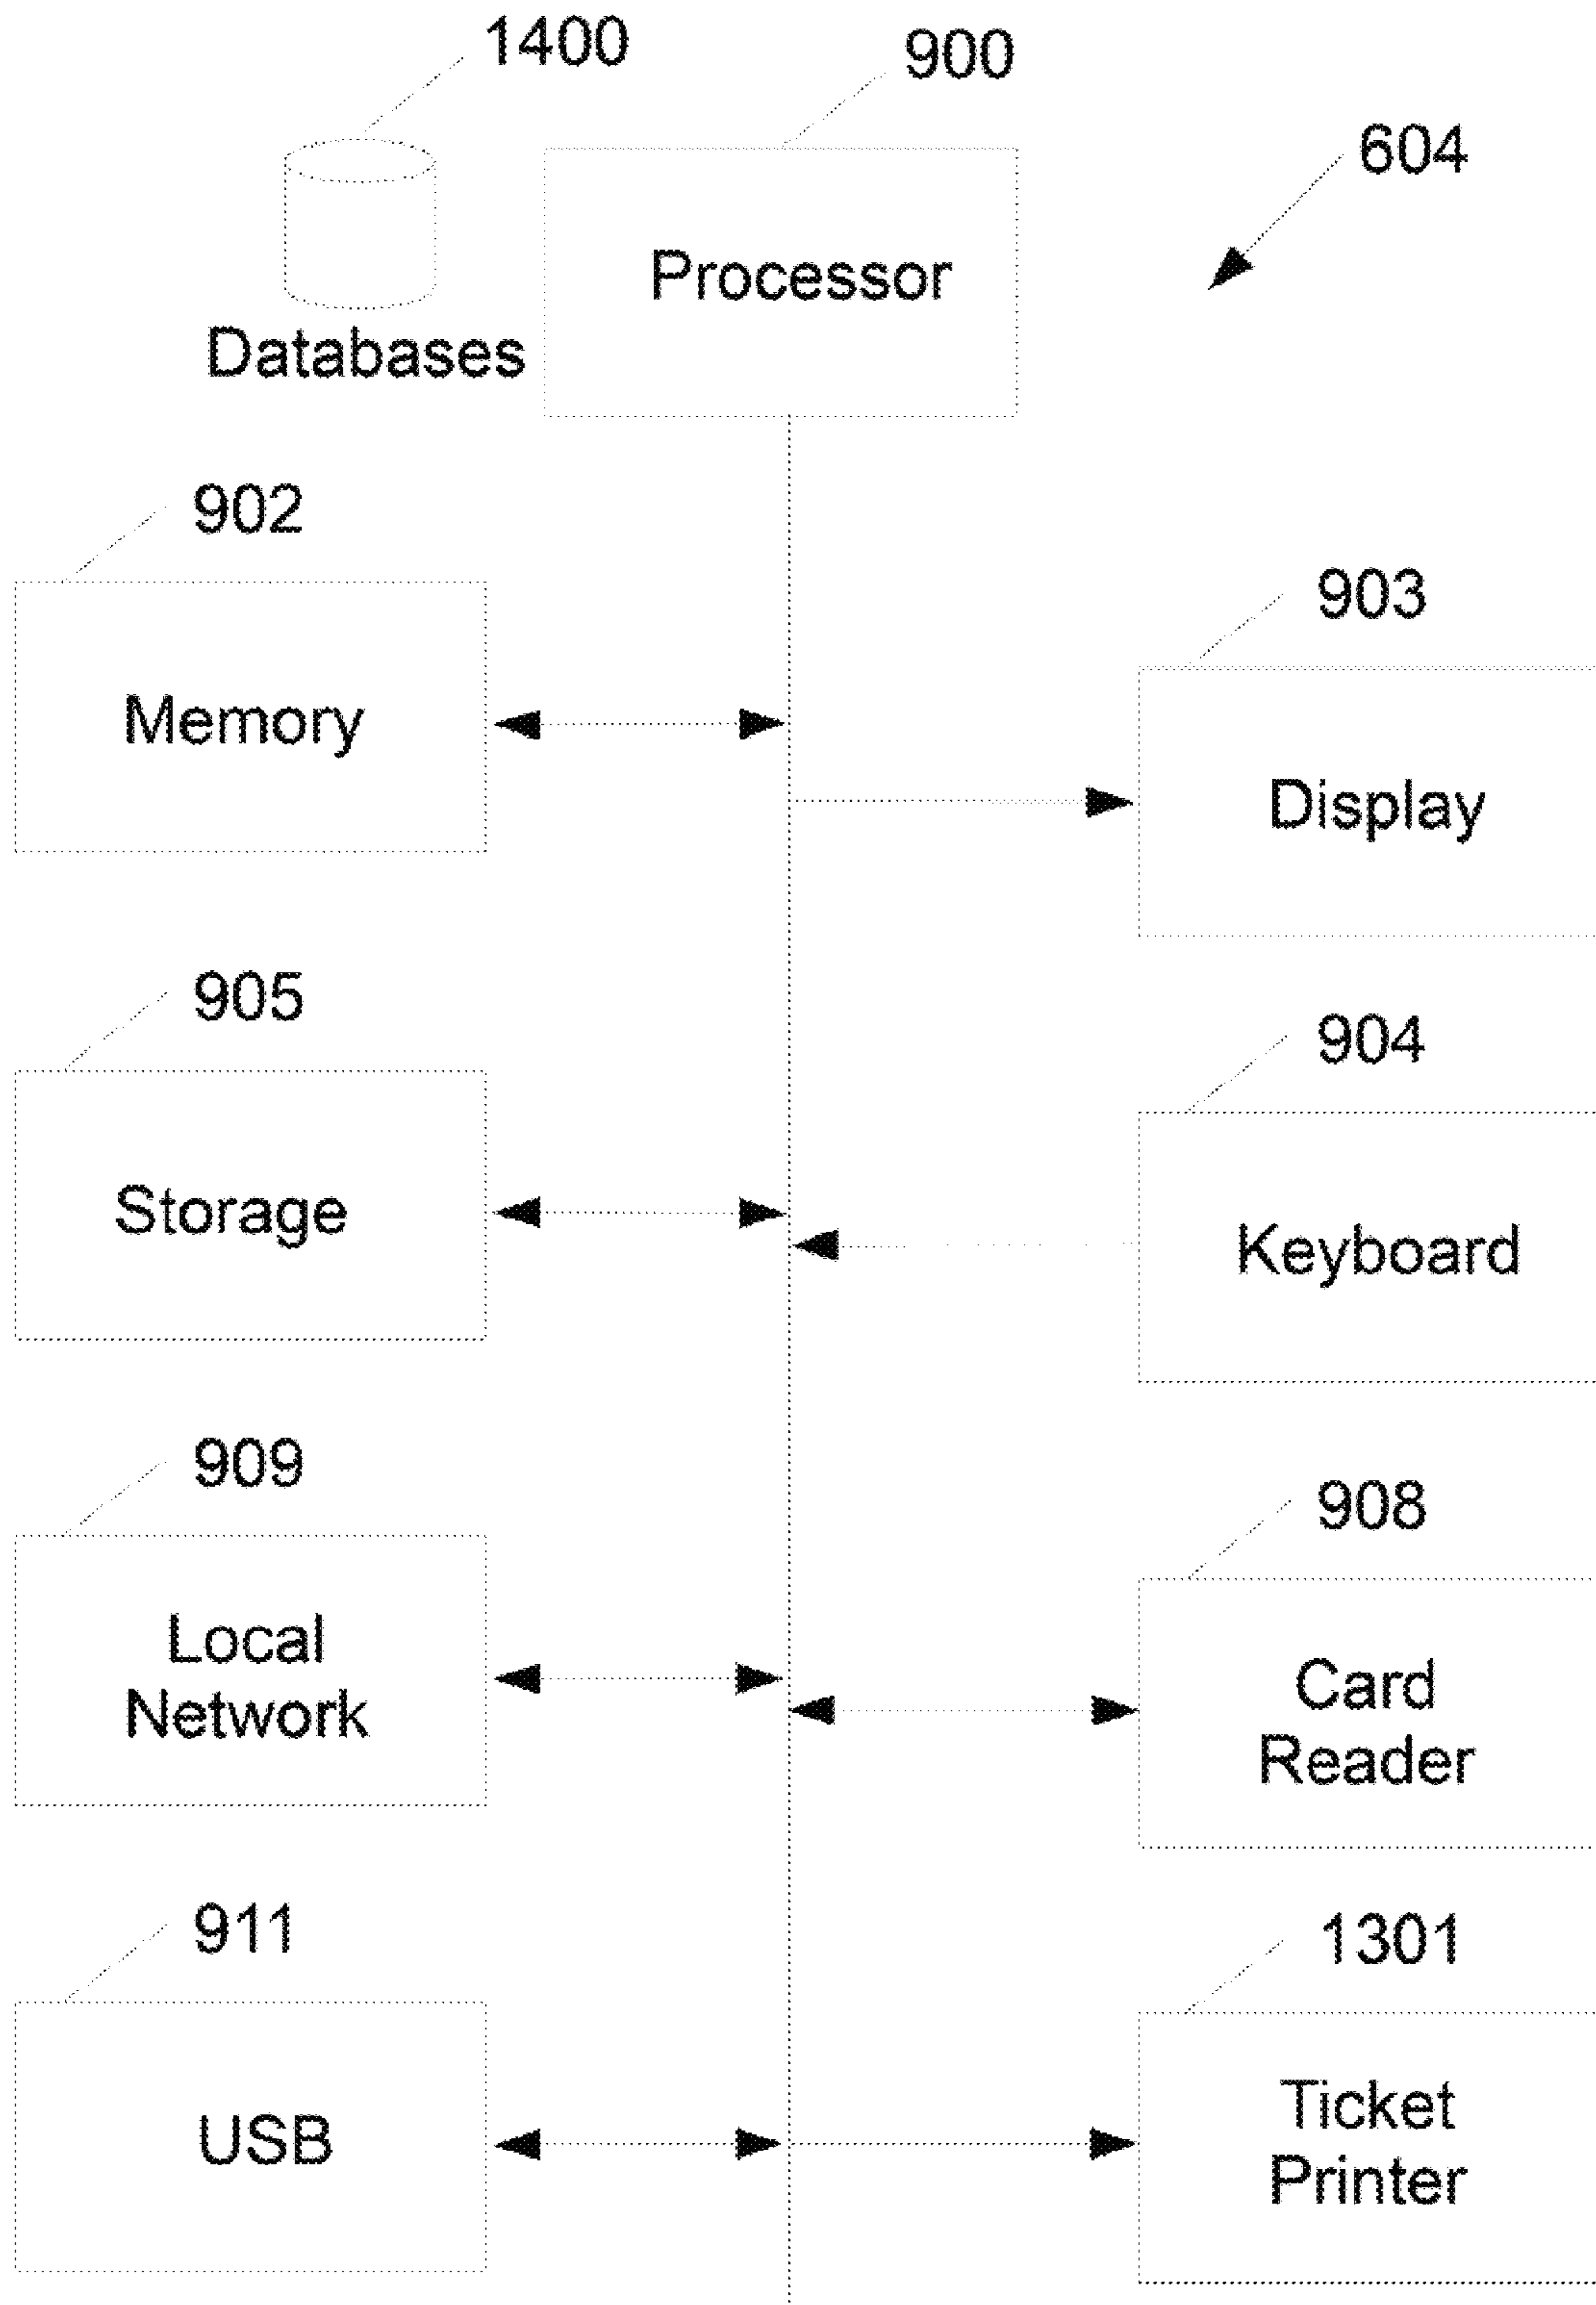 1400
900
604
Processor
Databases
902
903
Memory
Display
905
904
Storage
Keyboard
909
908
Local
Network
Card
Reader
911
1301
USB
Ticket
Printer